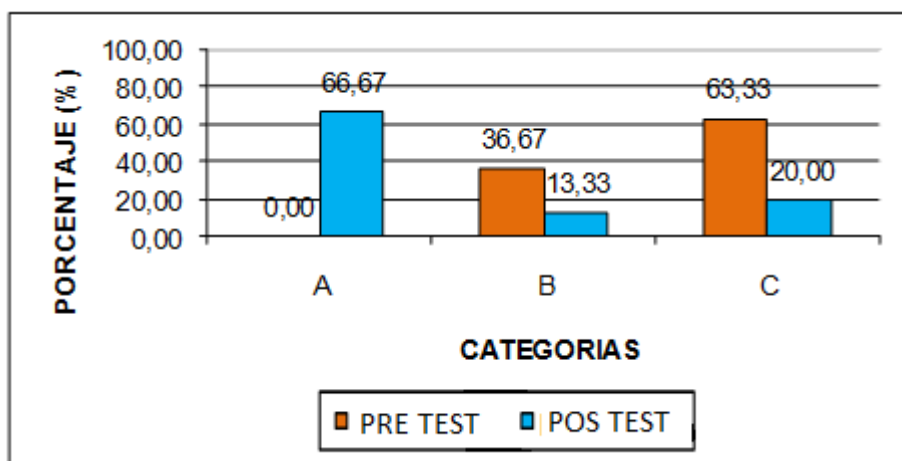 PORCENTAJE (%)
100,00
80,00
60,00
40,00
20,00
0,00
0,00
66,67
36,67
13,33
63,33
20,00
A
B
C
CATEGORIAS
PRE TEST
POS TEST